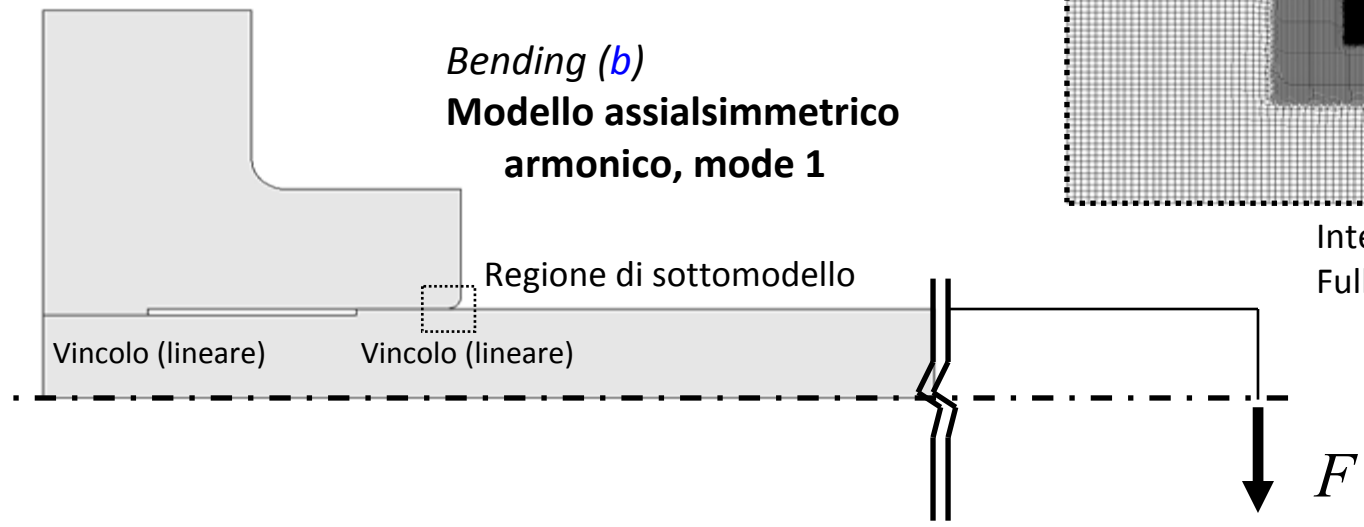 Bending (b)
Modello assialsimmetrico
armonico, mode 1
Regione di sottomodello
Vincolo (lineare)
Vincolo (lineare)
F